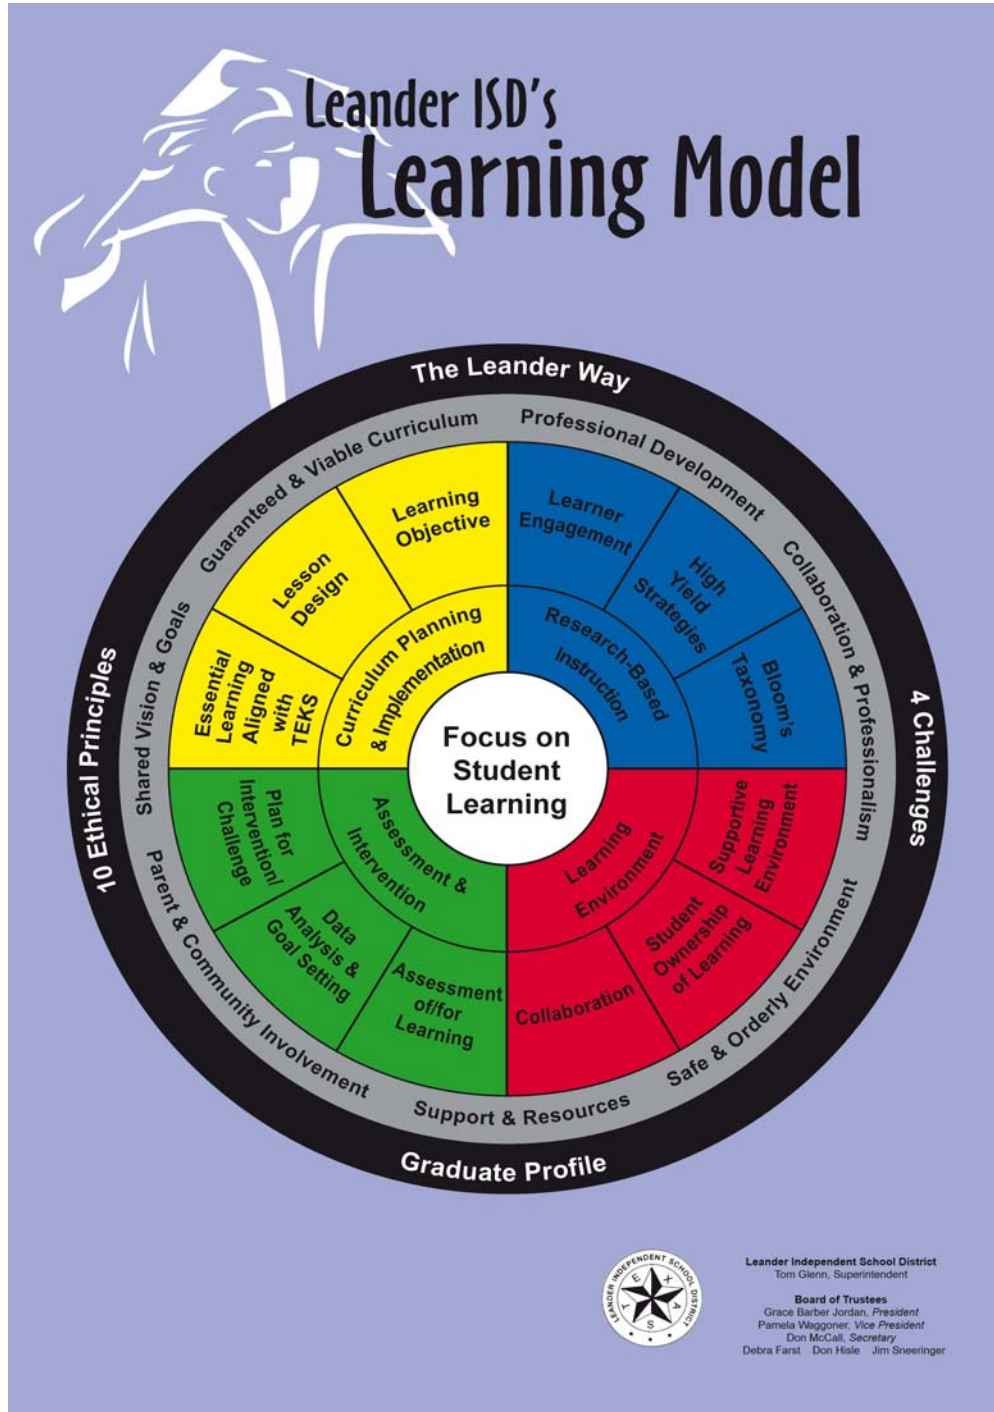 Leander ISD's
Learning Model
The Leander Way
4 Challenges
Graduate Profile
10 Ethical Principles
Guaranteed & Viable Curriculum
Professional Development
Collaboration & Professionalism
Safe & Orderly Environment
Support & Resources
Parent & Community Involvement
Shared Vision & Goals
Learning
Objective
Lesson
Design
Essential
Learning
Aligned
with
TEKS
Curriculum Planning
& Implementation
Learner
Engagement
High
Yield
Strategies
Bloom's
Taxonomy
Research-Based
Instruction
Focus on
Student
Learning
Supportive
Learning
Environment
Student
Ownership
of Learning
Collaboration
Learning
Environment
Plan for
Intervention/
Challenge
Data
Analysis &
Goal Setting
Assessment
of/for
Learning
Assessment &
Intervention
LEANDER INDEPENDENT SCHOOL DISTRICT
TEXAS
Leander Independent School District
Tom Glenn, Superintendent
Board of Trustees
Grace Barber Jordan, President
Pamela Waggoner, Vice President
Don McCall, Secretary
Debra Farst Don Hisle Jim Sneeringer